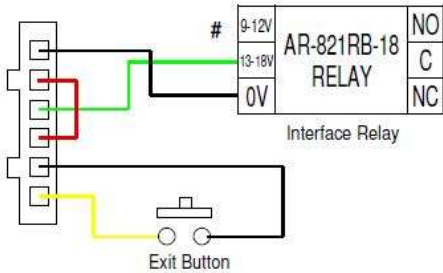 #
9-12V
13-18V
0V
AR-821RB-18
RELAY
NO
C
NC
Interface Relay
Exit Button